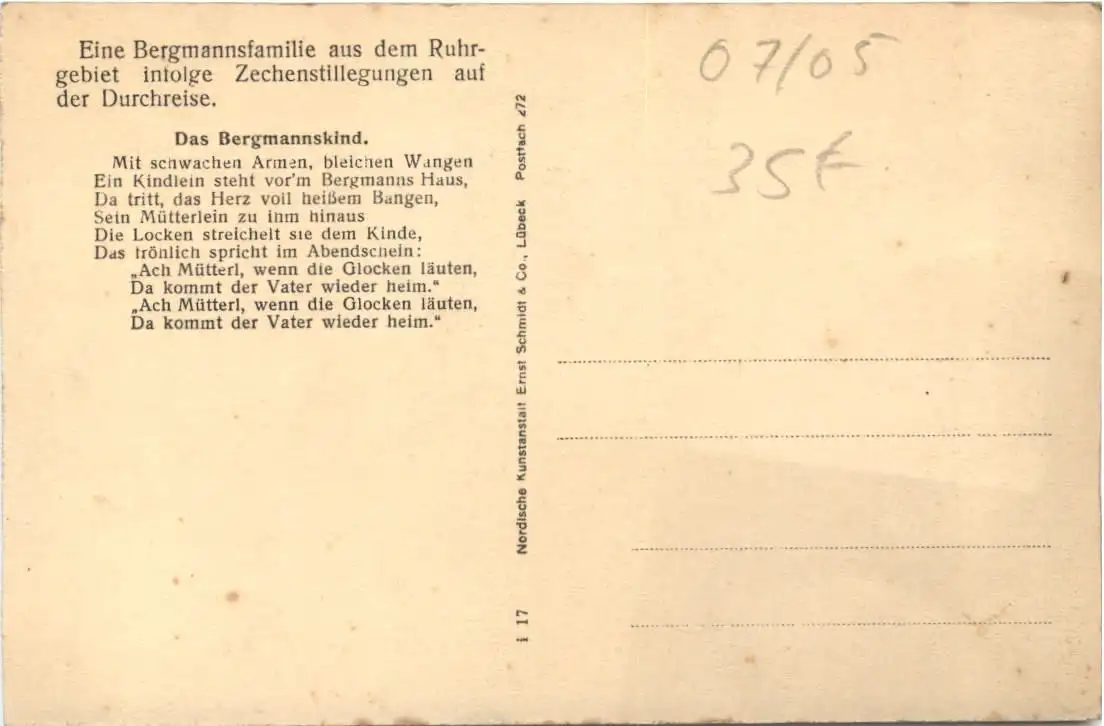 Eine Bergmannsfamilie aus dem Ruhr-
gebiet infolge Zechenstillegungen auf
der Durchreise.
Das Bergmannskind.
Mit schwachen Armen, bleichen Wangen
Ein Kindlein steht vor'm Bergmanns Haus,
Da tritt, das Herz voll heißem Bangen,
Sein Mütterlein zu ihm hinaus
Die Locken streichelt sie dem Kinde,
Das fröhlich spricht im Abendschein:
„Ach Mütterl, wenn die Glocken läuten,
Da kommt der Vater wieder heim.“
„Ach Mütterl, wenn die Glocken läuten,
Da kommt der Vater wieder heim.“
i 17 Nordische Kunstanstalt Ernst Schmidt & Co., Lübeck Postfach 272
07/05
35€